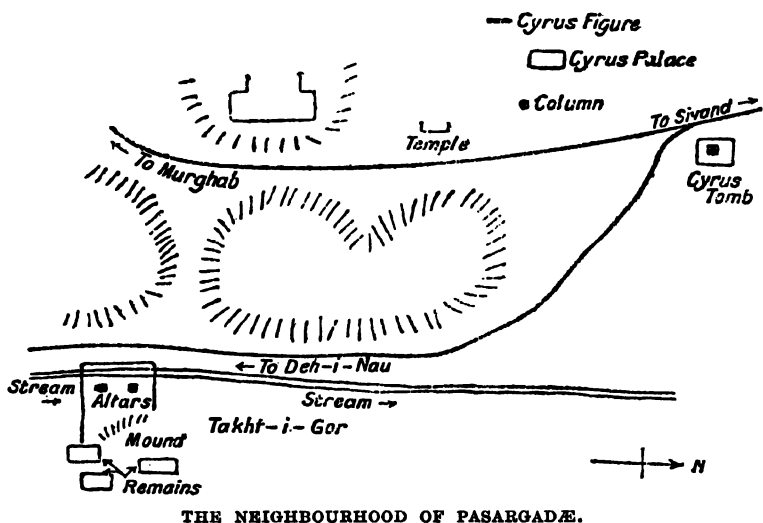 Cyrus Figure
Cyrus Palace
Column
To Sivand →
Temple
← To Murghab
Cyrus
Tomb
← To Deh-i-Nau
Stream →
Altars
Stream →
Takht-i-Gor
Mound
Remains
N
THE NEIGHBOURHOOD OF PASARGADÆ.